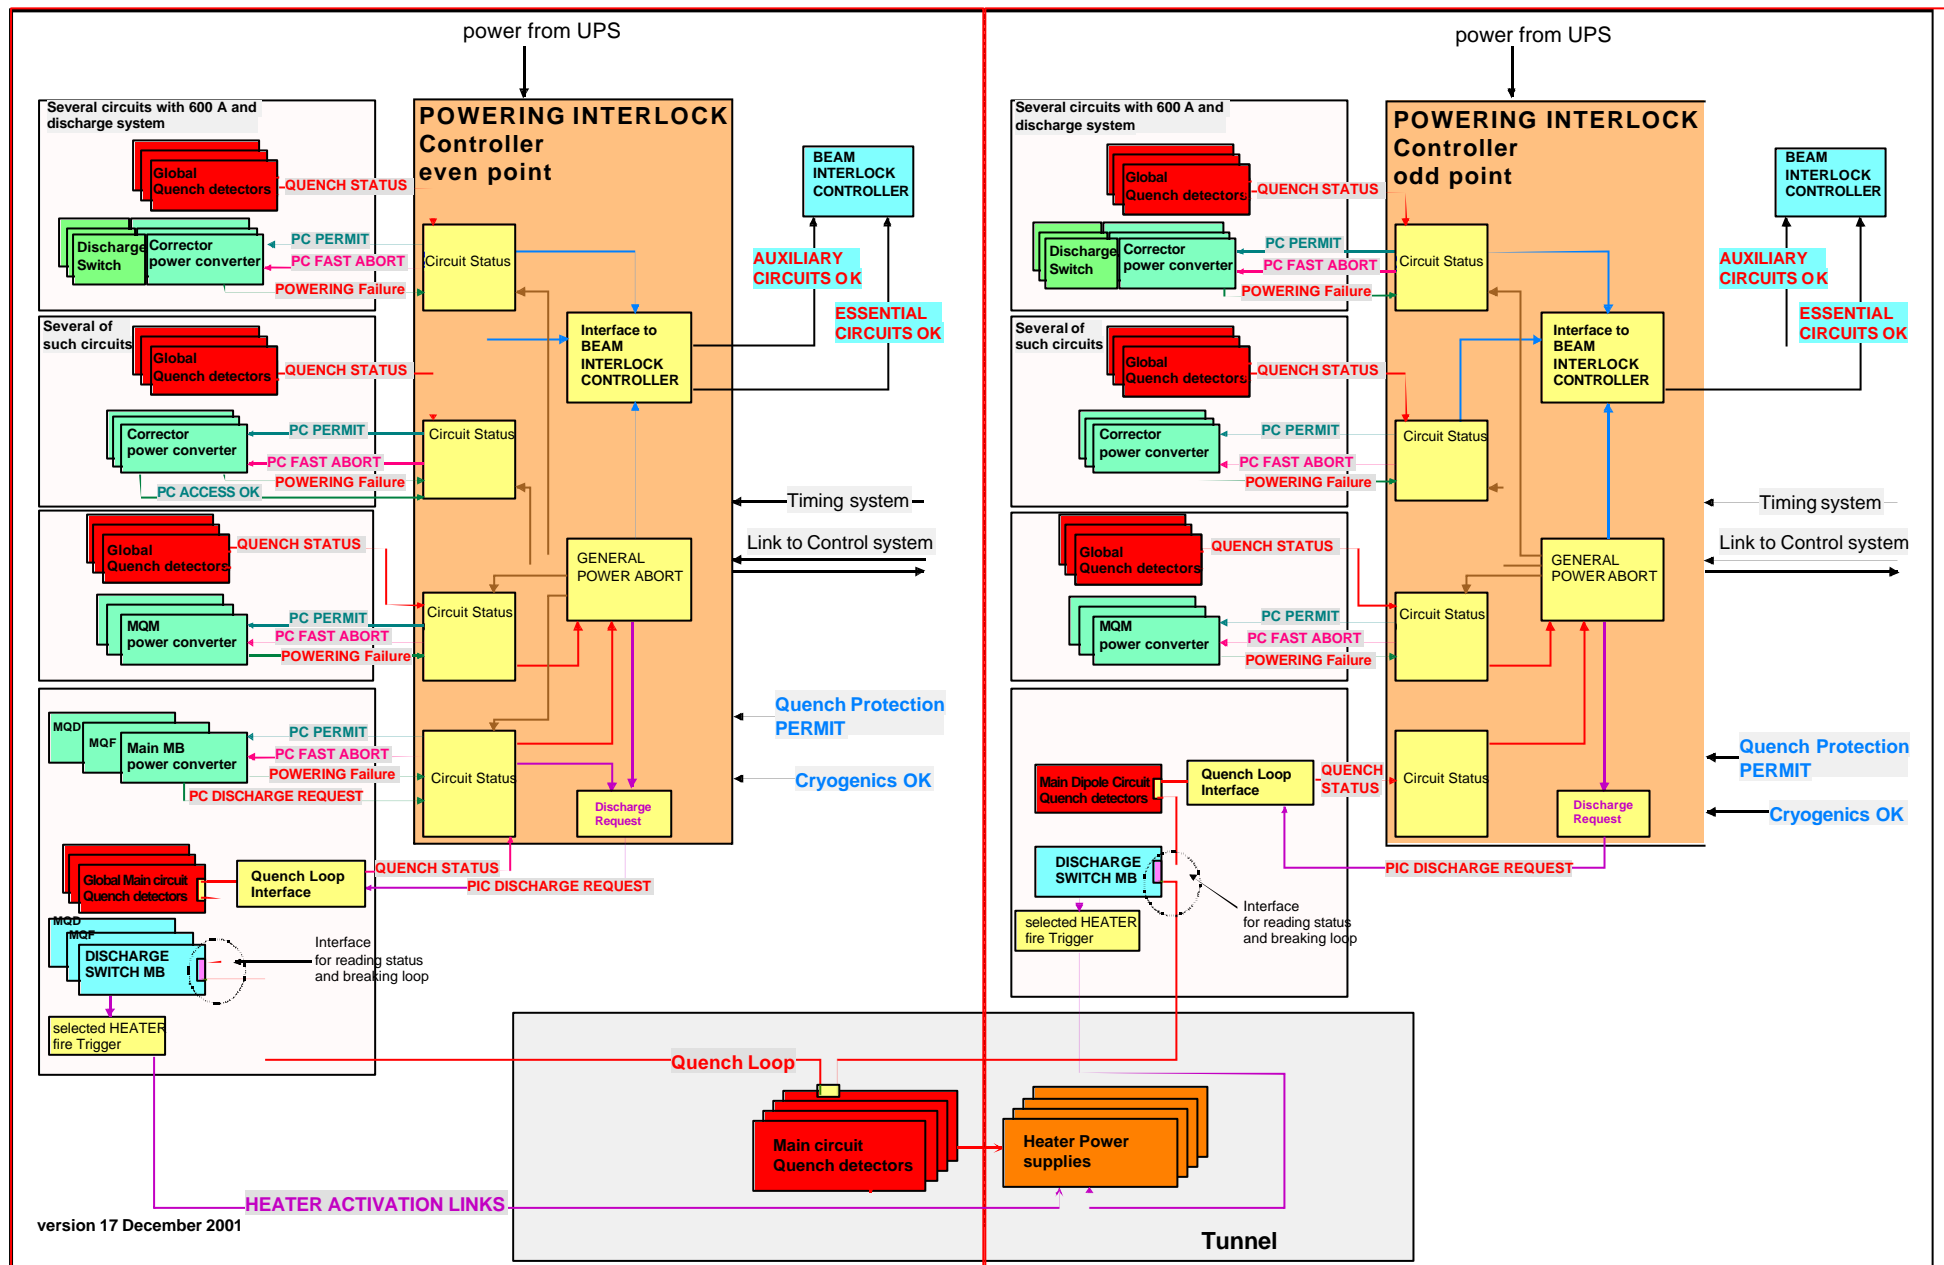 power from UPS
Several circuits with 600 A and
discharge system
Global
Quench detectors
QUENCH STATUS
Discharge
Switch
Corrector
power converter
PC PERMIT
PC FAST ABORT
POWERING Failure
Several of
such circuits
Global
Quench detectors
QUENCH STATUS
Corrector
power converter
PC PERMIT
PC FAST ABORT
POWERING Failure
PC ACCESS OK
Global
Quench detectors
QUENCH STATUS
MQM
power converter
PC PERMIT
PC FAST ABORT
POWERING Failure
MQD
MQF
Main MB
power converter
PC PERMIT
PC FAST ABORT
POWERING Failure
PC DISCHARGE REQUEST
Global Main circuit
Quench detectors
Quench Loop
Interface
QUENCH STATUS
PIC DISCHARGE REQUEST
MQD
MQF
DISCHARGE
SWITCH MB
Interface
for reading status
and breaking loop
selected HEATER
fire Trigger
POWERING INTERLOCK
Controller
even point
Circuit Status
Circuit Status
Circuit Status
Circuit Status
Interface to
BEAM
INTERLOCK
CONTROLLER
GENERAL
POWER ABORT
Discharge
Request
BEAM
INTERLOCK
CONTROLLER
AUXILIARY
CIRCUITS OK
ESSENTIAL
CIRCUITS OK
Timing system
Link to Control system
Quench Protection
PERMIT
Cryogenics OK
power from UPS
Several circuits with 600 A and
discharge system
Global
Quench detectors
QUENCH STATUS
Discharge
Switch
Corrector
power converter
PC PERMIT
PC FAST ABORT
POWERING Failure
Several of
such circuits
Global
Quench detectors
QUENCH STATUS
Corrector
power converter
PC PERMIT
PC FAST ABORT
POWERING Failure
Global
Quench detectors
QUENCH STATUS
MQM
power converter
PC PERMIT
PC FAST ABORT
POWERING Failure
Main Dipole Circuit
Quench detectors
Quench Loop
Interface
QUENCH
STATUS
PIC DISCHARGE REQUEST
DISCHARGE
SWITCH MB
Interface
for reading status
and breaking loop
selected HEATER
fire Trigger
POWERING INTERLOCK
Controller
odd point
Circuit Status
Circuit Status
Circuit Status
Circuit Status
Interface to
BEAM
INTERLOCK
CONTROLLER
GENERAL
POWER ABORT
Discharge
Request
BEAM
INTERLOCK
CONTROLLER
AUXILIARY
CIRCUITS OK
ESSENTIAL
CIRCUITS OK
Timing system
Link to Control system
Quench Protection
PERMIT
Cryogenics OK
Quench Loop
Main circuit
Quench detectors
Heater Power
supplies
HEATER ACTIVATION LINKS
version 17 December 2001
Tunnel